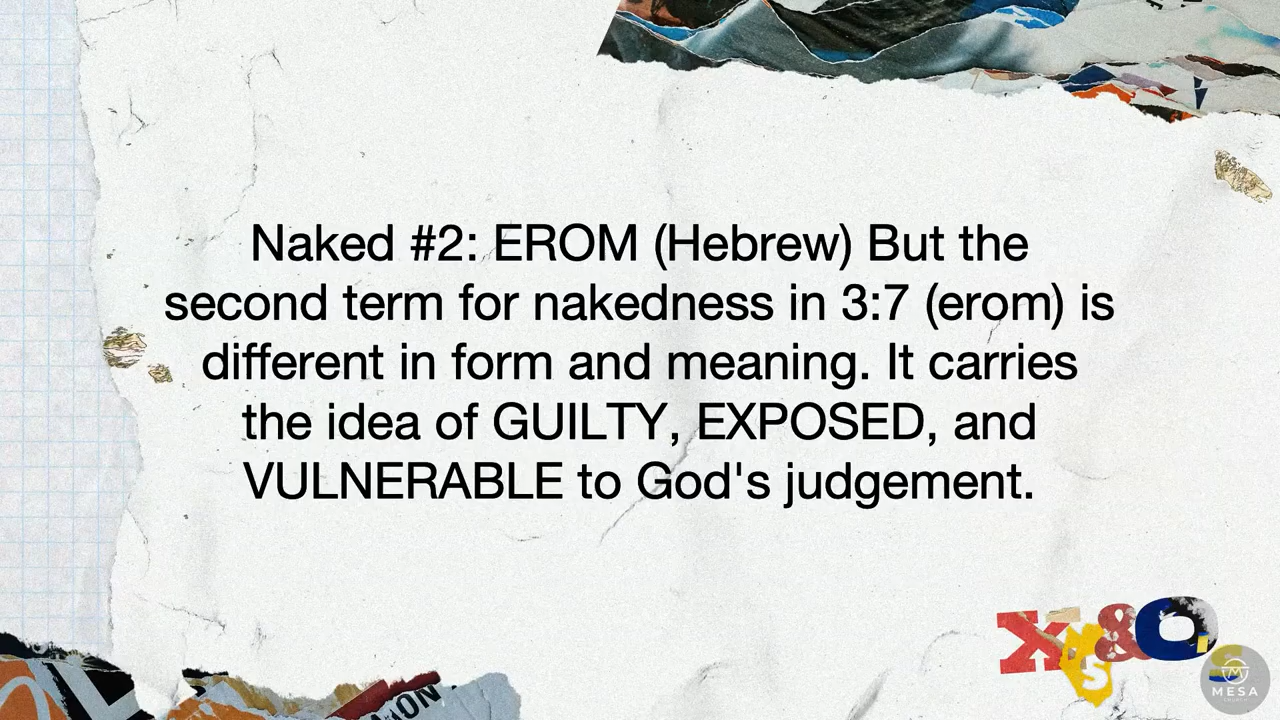 Naked #2: EROM (Hebrew) But the
second term for nakedness in 3:7 (erom) is
different in form and meaning. It carries
the idea of GUILTY, EXPOSED, and
VULNERABLE to God's judgement.
X's&O's
MESA
CHURCH